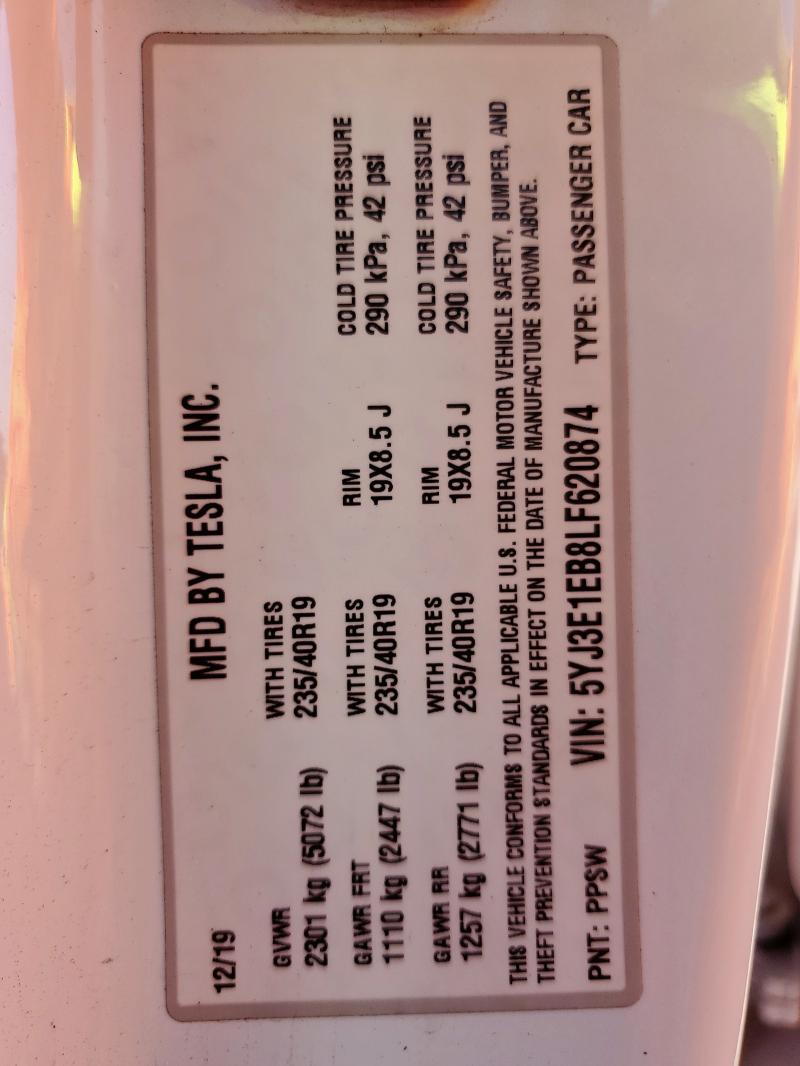 MFD BY TESLA, INC.
12/19
GVWR WITH TIRES
2301 kg (5072 lb) 235/40R19
GAWR FRT WITH TIRES RIM COLD TIRE PRESSURE
1110 kg (2447 lb) 235/40R19 19X8.5 J 290 kPa, 42 psi
GAWR RR WITH TIRES RIM COLD TIRE PRESSURE
1257 kg (2771 lb) 235/40R19 19X8.5 J 290 kPa, 42 psi
THIS VEHICLE CONFORMS TO ALL APPLICABLE U.S. FEDERAL MOTOR VEHICLE SAFETY, BUMPER, AND
THEFT PREVENTION STANDARDS IN EFFECT ON THE DATE OF MANUFACTURE SHOWN ABOVE.
PNT: PPSW VIN: 5YJ3E1EB8LF620874 TYPE: PASSENGER CAR